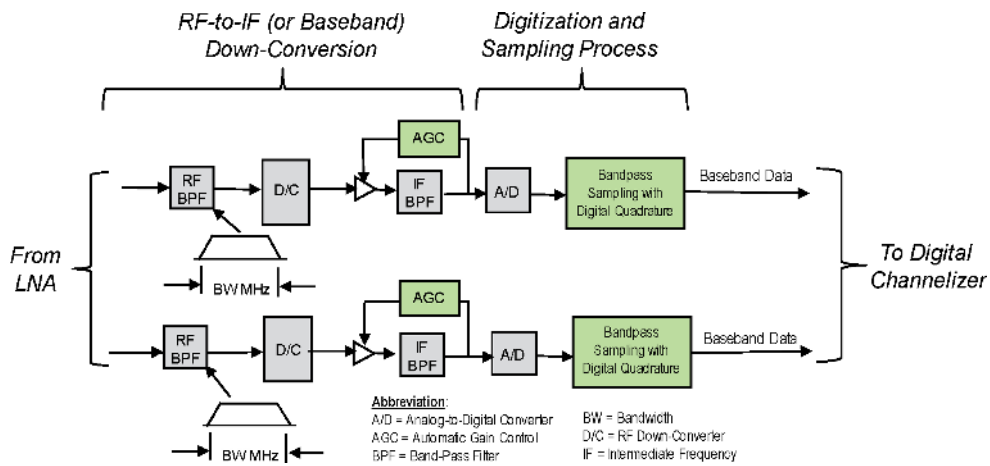 RF-to-IF (or Baseband)
Down-Conversion
Digitization and
Sampling Process
AGC
RF
BPF
D/C
IF
BPF
A/D
Bandpass
Sampling with
Digital Quadrature
Baseband Data
BW MHz
From
LNA
To Digital
Channelizer
AGC
RF
BPF
D/C
IF
BPF
A/D
Bandpass
Sampling with
Digital Quadrature
Baseband Data
BW MHz
Abbreviation:
A/D = Analog-to-Digital Converter
AGC = Automatic Gain Control
BPF = Band-Pass Filter
BW = Bandwidth
D/C = RF Down-Converter
IF = Intermediate Frequency